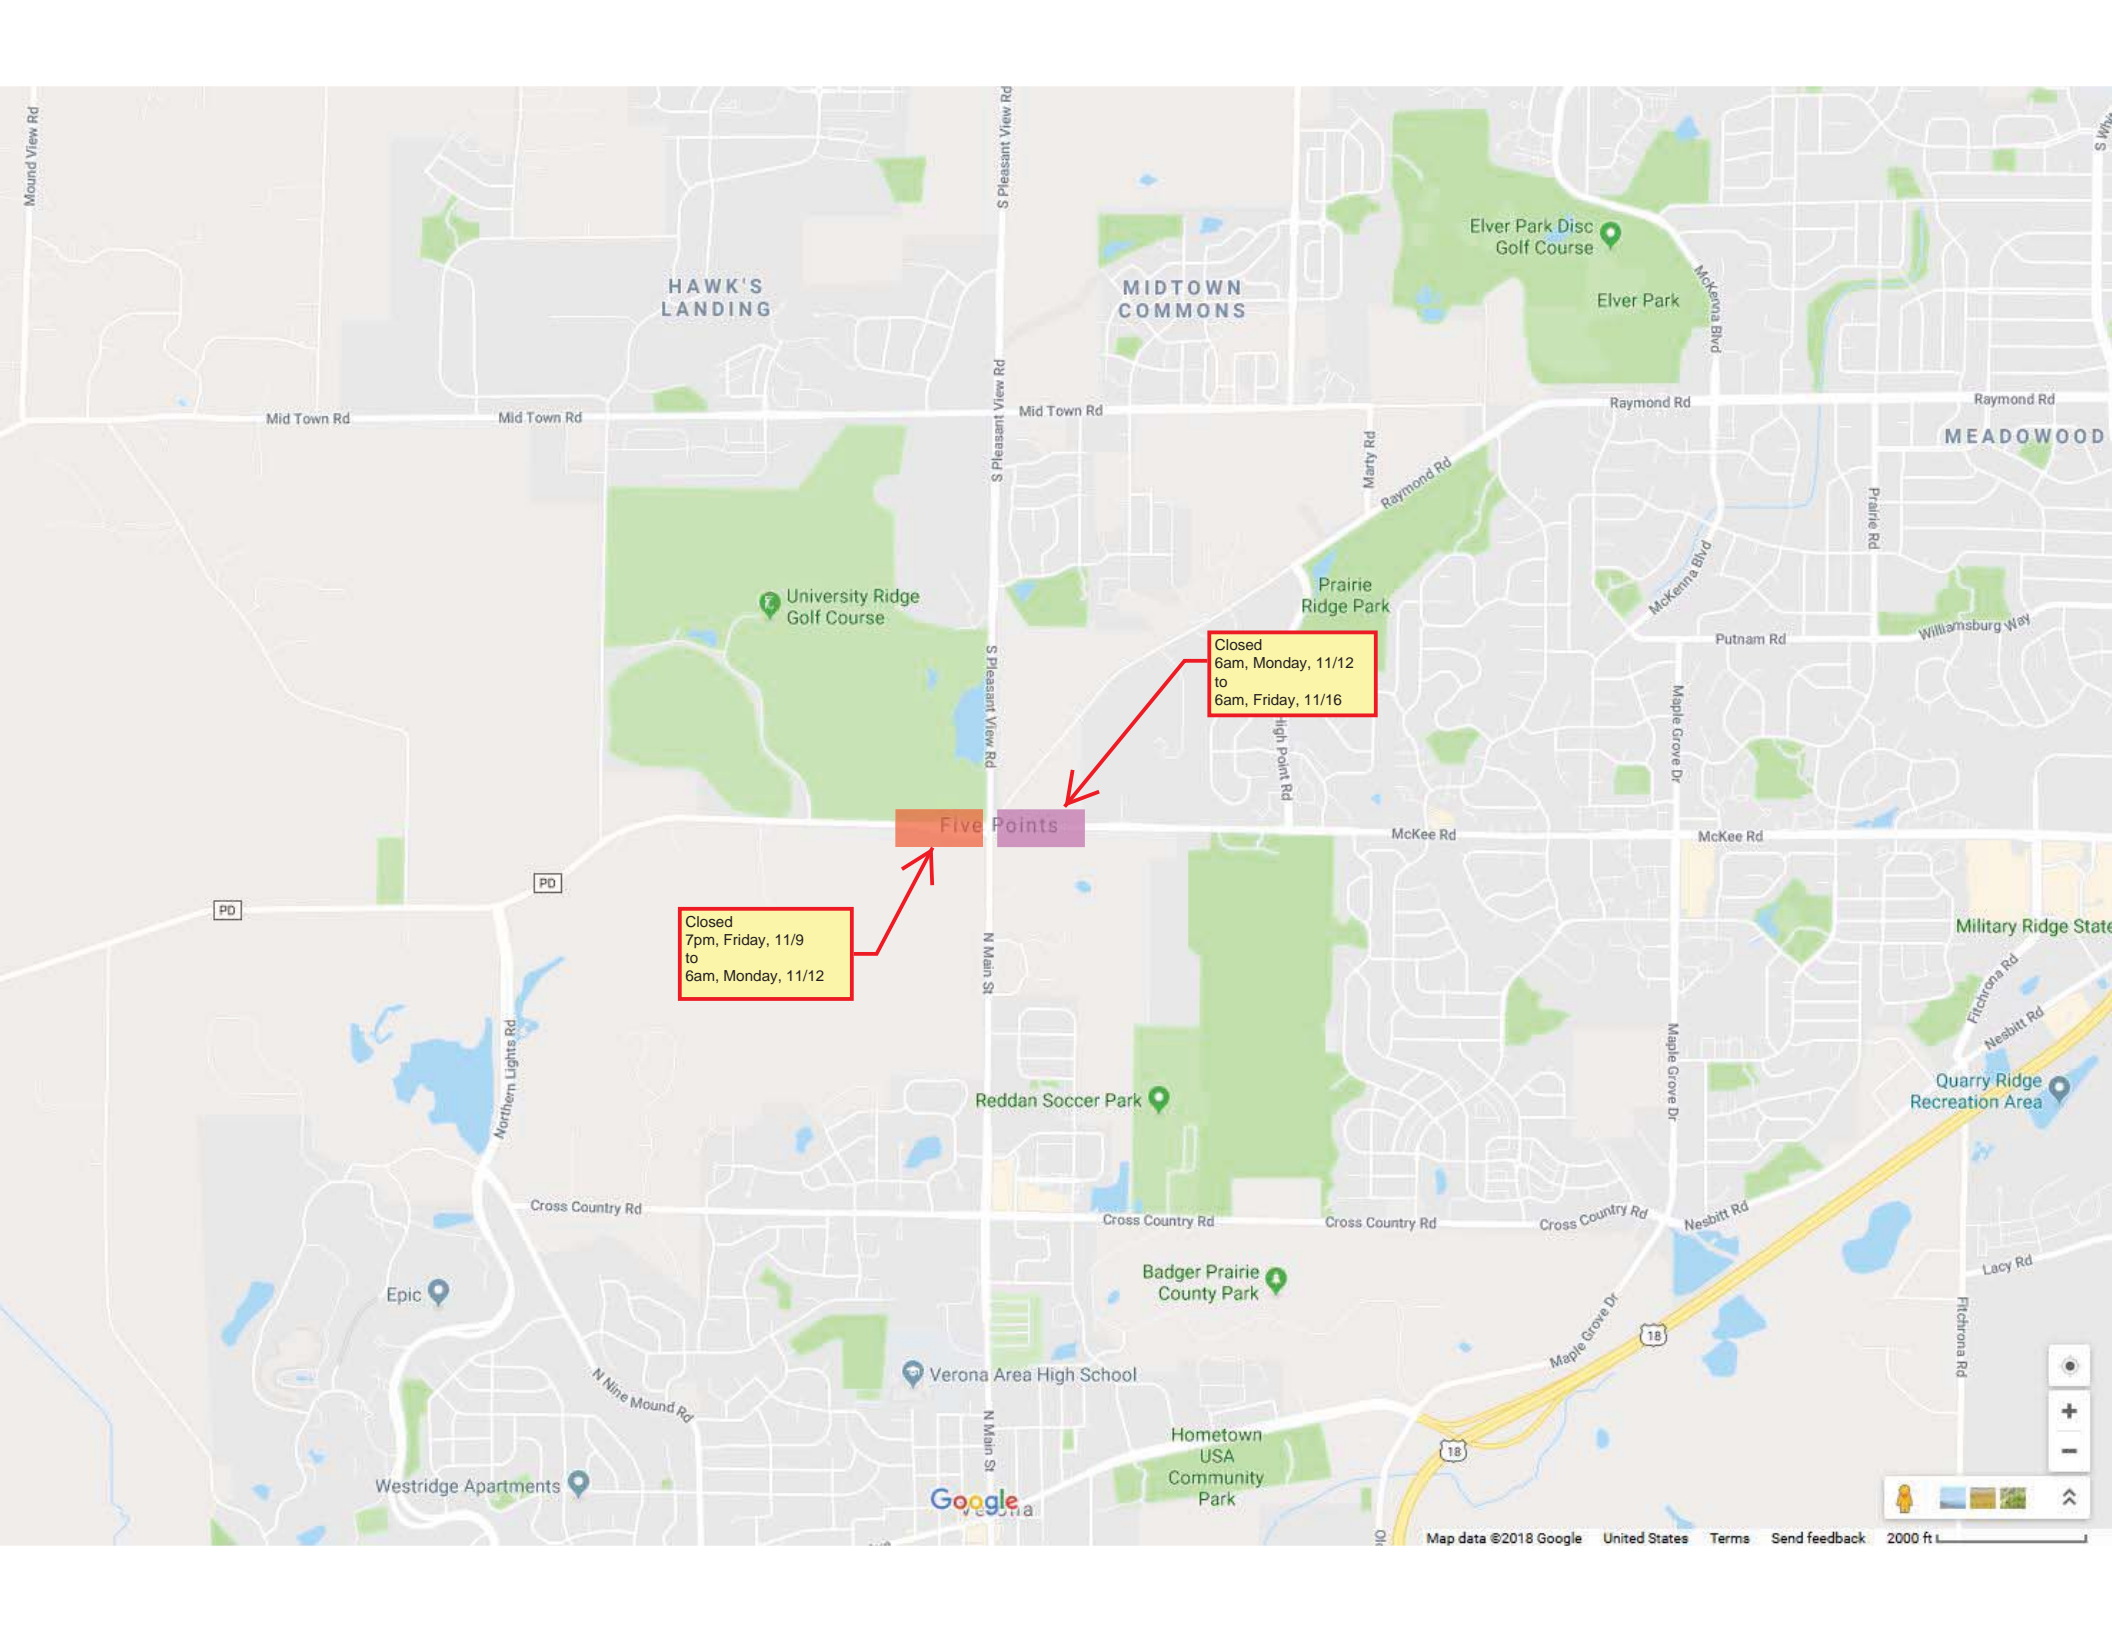 Mound View Rd
S Pleasant View Rd
Elver Park Disc
Golf Course
Elver Park
McKenna Blvd
HAWK'S
LANDING
MIDTOWN
COMMONS
S Pleasant View Rd
Mid Town Rd
Mid Town Rd
Mid Town Rd
Raymond Rd
Raymond Rd
MEADOWOOD
Marty Rd
Raymond Rd
Prairie Rd
McKenna Blvd
University Ridge
Golf Course
Prairie
Ridge Park
Putnam Rd
Williamsburg Way
Closed
6am, Monday, 11/12
to
6am, Friday, 11/16
S Pleasant View Rd
High Point Rd
Maple Grove Dr
Five Points
McKee Rd
McKee Rd
PD
PD
Closed
7pm, Friday, 11/9
to
6am, Monday, 11/12
N Main St
Military Ridge State
Fitchrona Rd
Nesbitt Rd
Northern Lights Rd
Maple Grove Dr
Reddan Soccer Park
Quarry Ridge
Recreation Area
Cross Country Rd
Cross Country Rd
Cross Country Rd
Cross Country Rd
Nesbitt Rd
Lacy Rd
Epic
Badger Prairie
County Park
Maple Grove Dr
18
Fitchrona Rd
N Nine Mound Rd
Verona Area High School
N Main St
Hometown
USA
Community
Park
18
Westridge Apartments
Google
Map data ©2018 Google United States Terms Send feedback 2000 ft